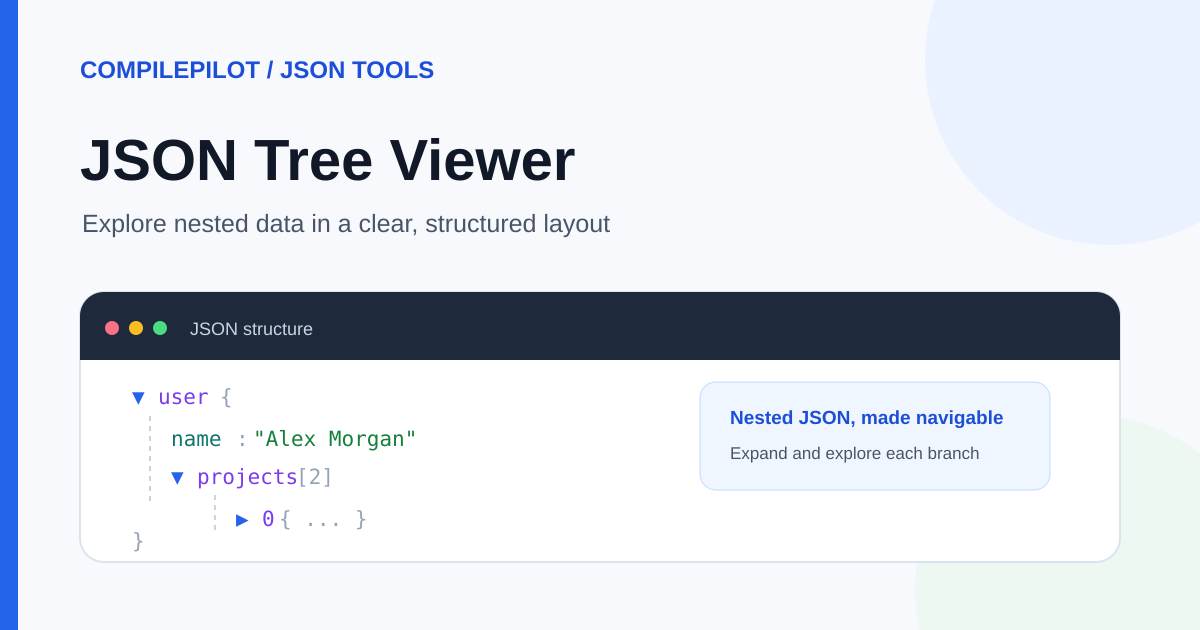 COMPILEPILOT / JSON TOOLS
JSON Tree Viewer
Explore nested data in a clear, structured layout
JSON structure
▼ user {
name : "Alex Morgan"
▼ projects[2]
▶ 0 { ... }
}
Nested JSON, made navigable
Expand and explore each branch